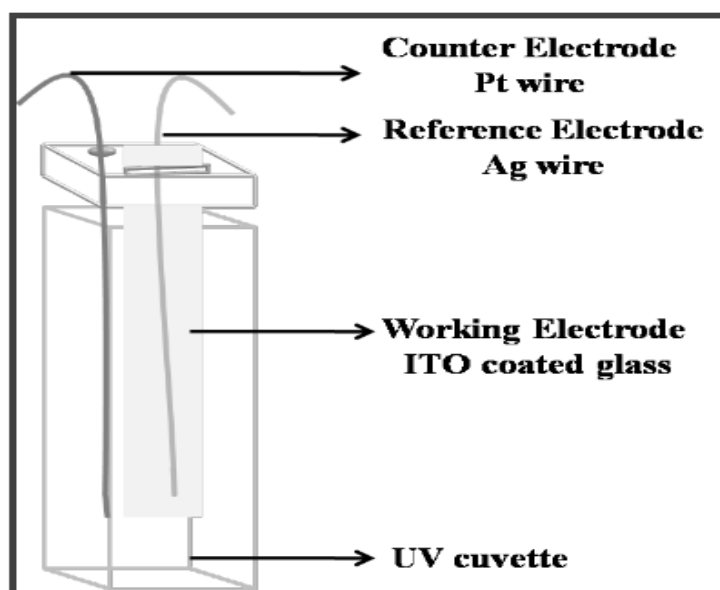 Counter Electrode
Pt wire
Reference Electrode
Ag wire
Working Electrode
ITO coated glass
UV cuvette